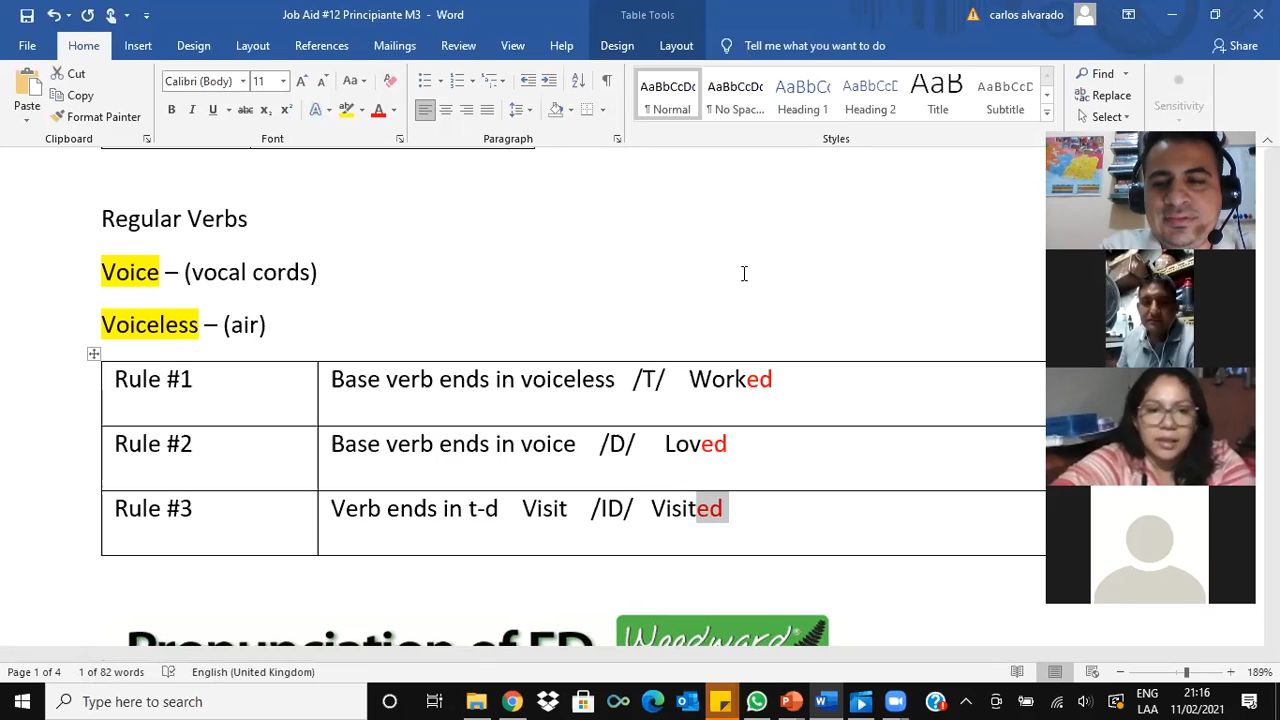 Job Aid #12 Principiante M3 - Word
Table Tools
carlos alvarado
File Home Insert Design Layout References Mailings Review View Help Design Layout Tell me what you want to do Share
Paste
Cut
Copy
Format Painter
Clipboard
Calibri (Body) 11
Font
Paragraph
AaBbCcDc AaBbCcDc AaBbCc AaBbCcD AaB AaBbCcD
¶ Normal ¶ No Spac... Heading 1 Heading 2 Title Subtitle
Styles
Find
Replace
Select
Sensitivity
Regular Verbs
Voice – (vocal cords)
Voiceless – (air)
Rule #1 Base verb ends in voiceless /T/ Worked
Rule #2 Base verb ends in voice /D/ Loved
Rule #3 Verb ends in t-d Visit /ID/ Visited
Pronunciation of ED Woodward
Page 1 of 4 1 of 82 words English (United Kingdom) 189%
Type here to search
ENG
LAA
21:16
11/02/2021